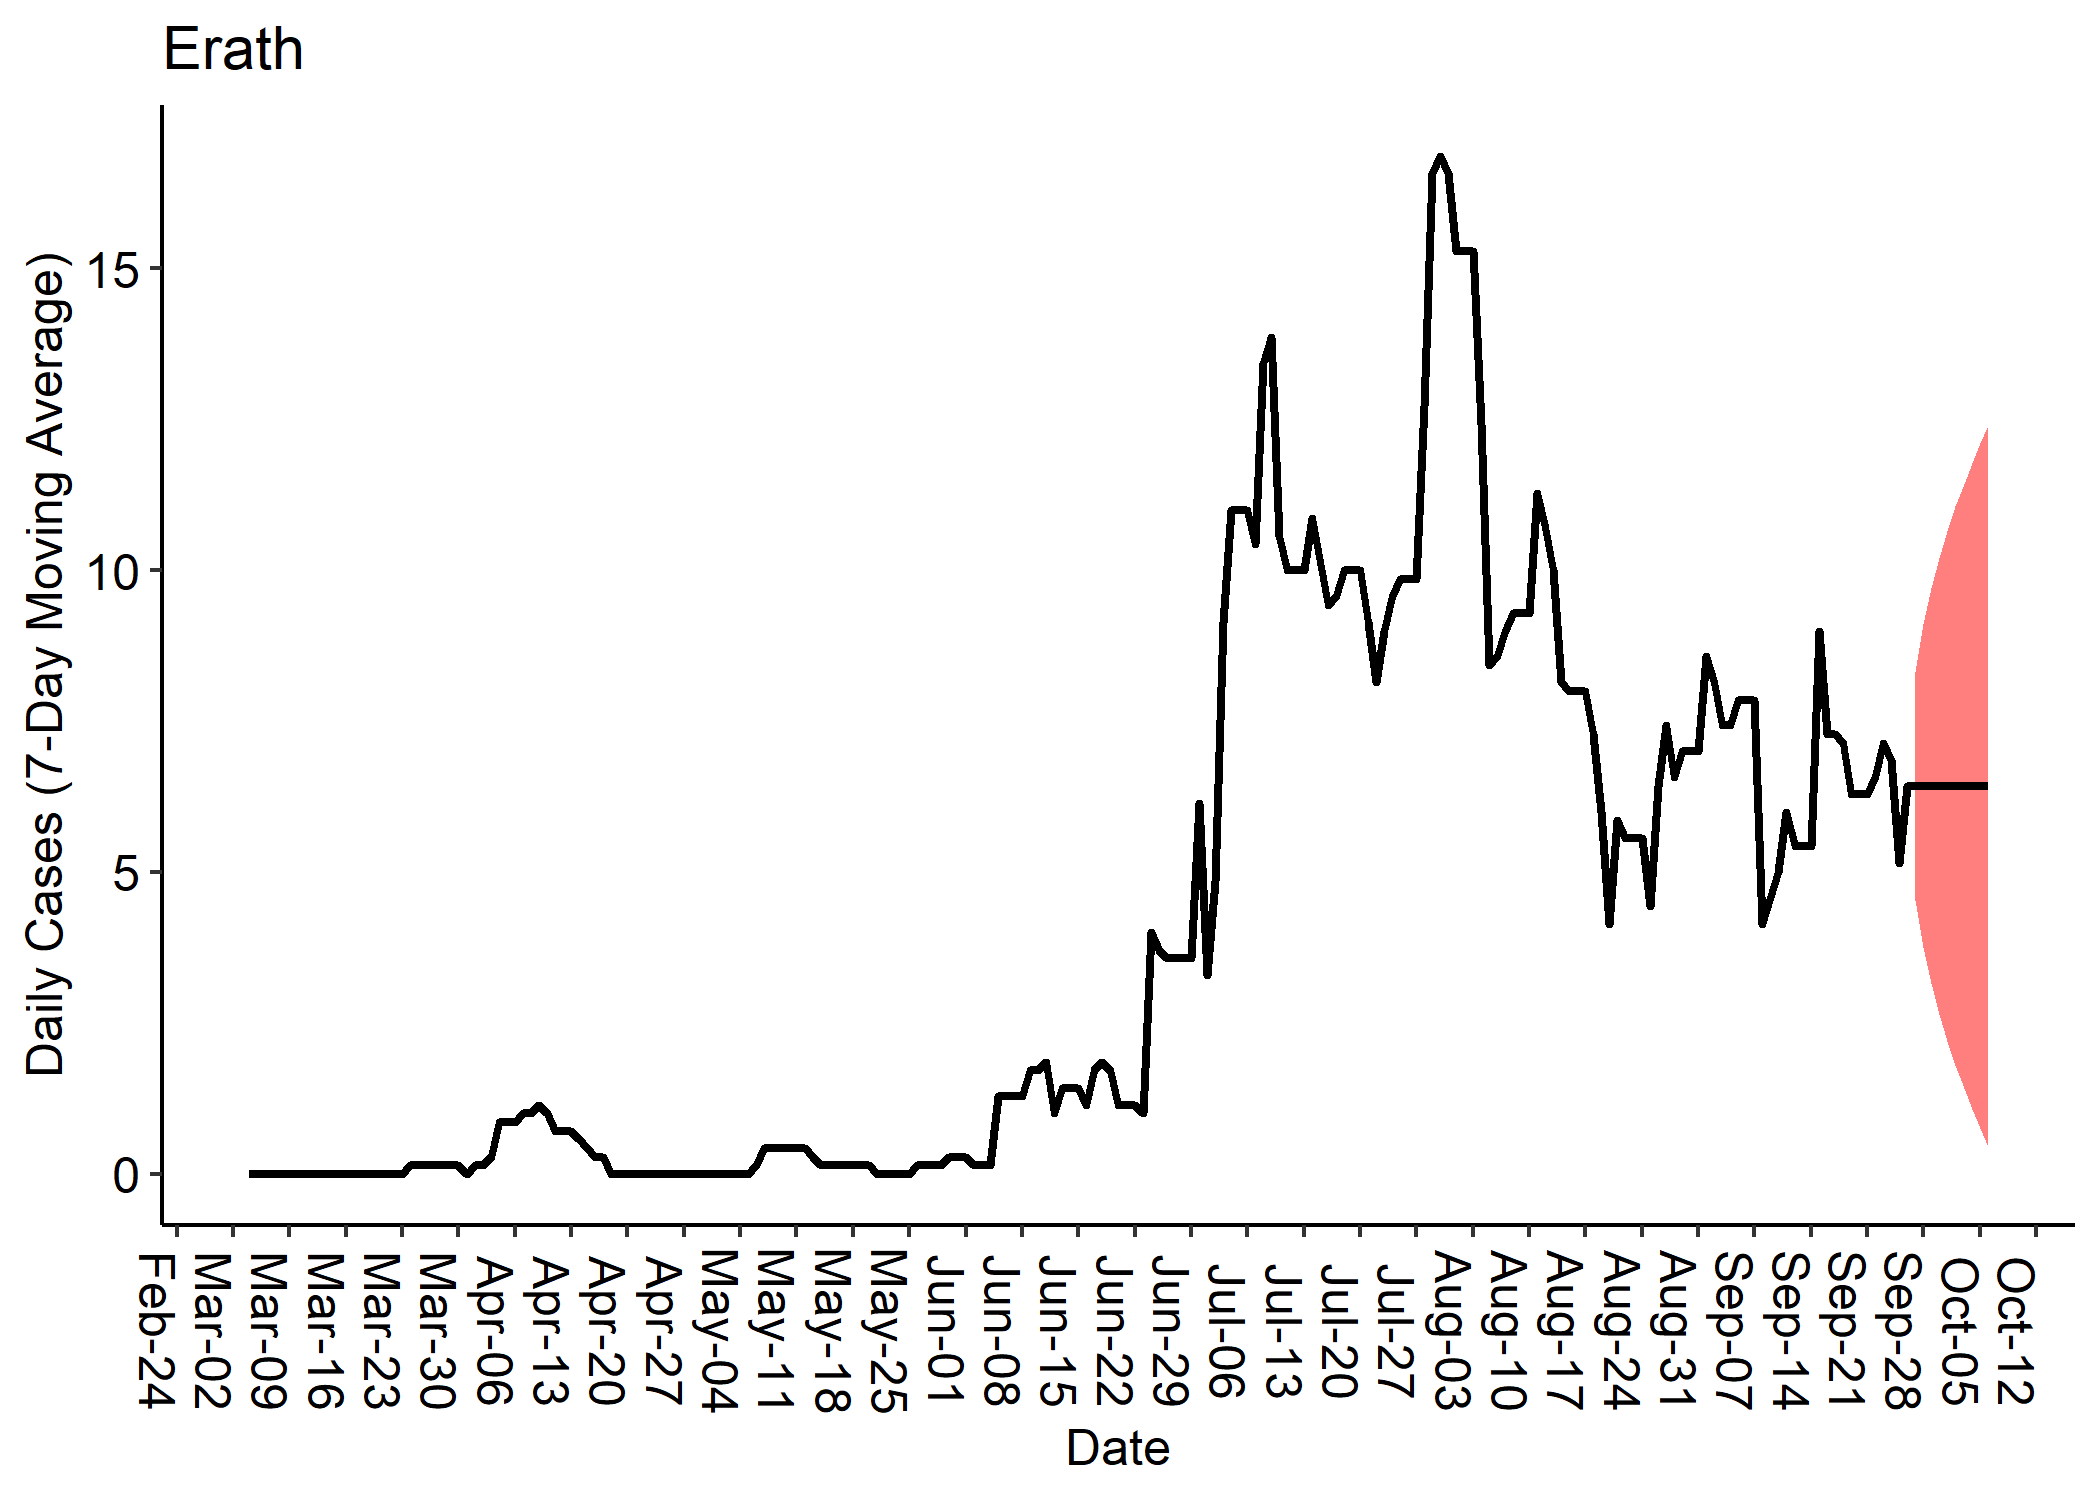 Erath
Daily Cases (7-Day Moving Average)
15
10
5
0
Feb-24
Mar-02
Mar-09
Mar-16
Mar-23
Mar-30
Apr-06
Apr-13
Apr-20
Apr-27
May-04
May-11
May-18
May-25
Jun-01
Jun-08
Jun-15
Jun-22
Jun-29
Jul-06
Jul-13
Jul-20
Jul-27
Aug-03
Aug-10
Aug-17
Aug-24
Aug-31
Sep-07
Sep-14
Sep-21
Sep-28
Oct-05
Oct-12
Date